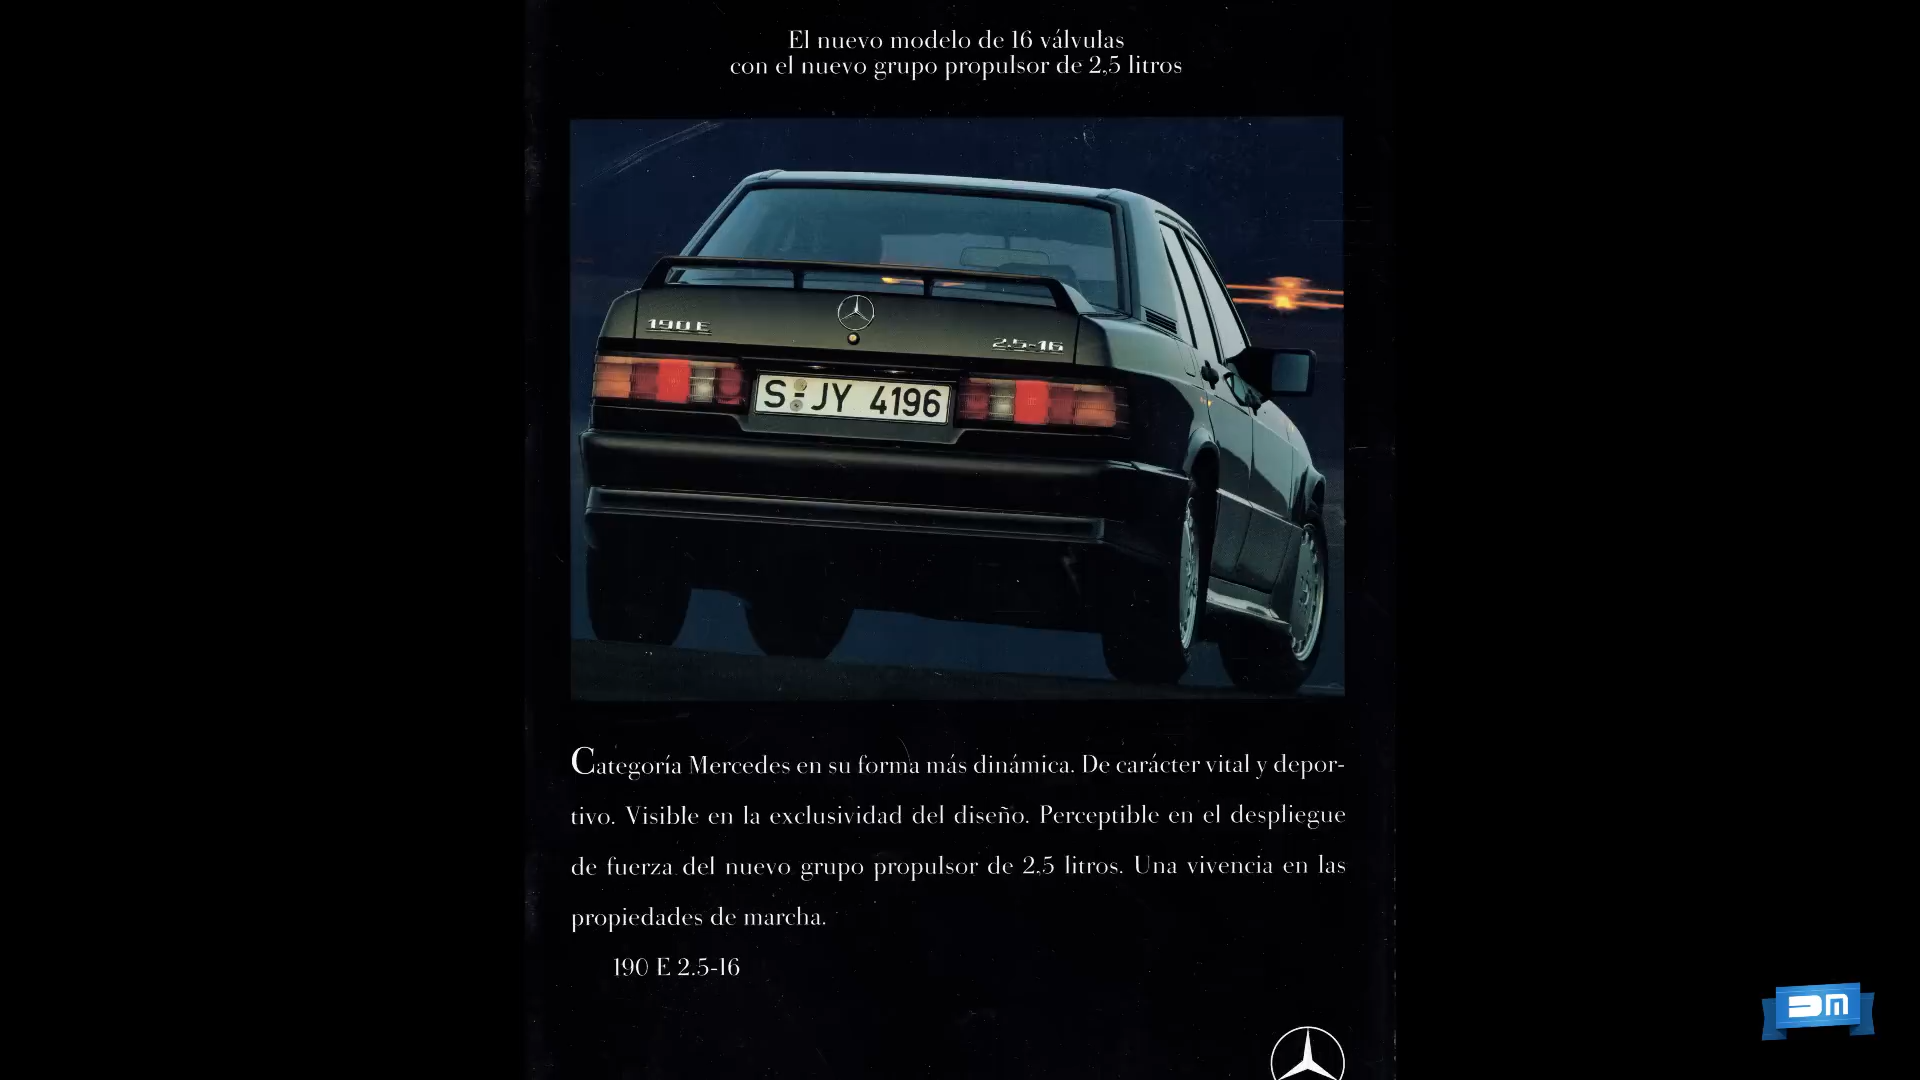 El nuevo modelo de 16 válvulas
con el nuevo grupo propulsor de 2,5 litros
190 E
2.5-16
S JY 4196
Categoría Mercedes en su forma más dinámica. De carácter vital y depor-
tivo. Visible en la exclusividad del diseño. Perceptible en el despliegue
de fuerza del nuevo grupo propulsor de 2,5 litros. Una vivencia en las
propiedades de marcha.
190 E 2.5-16
DM